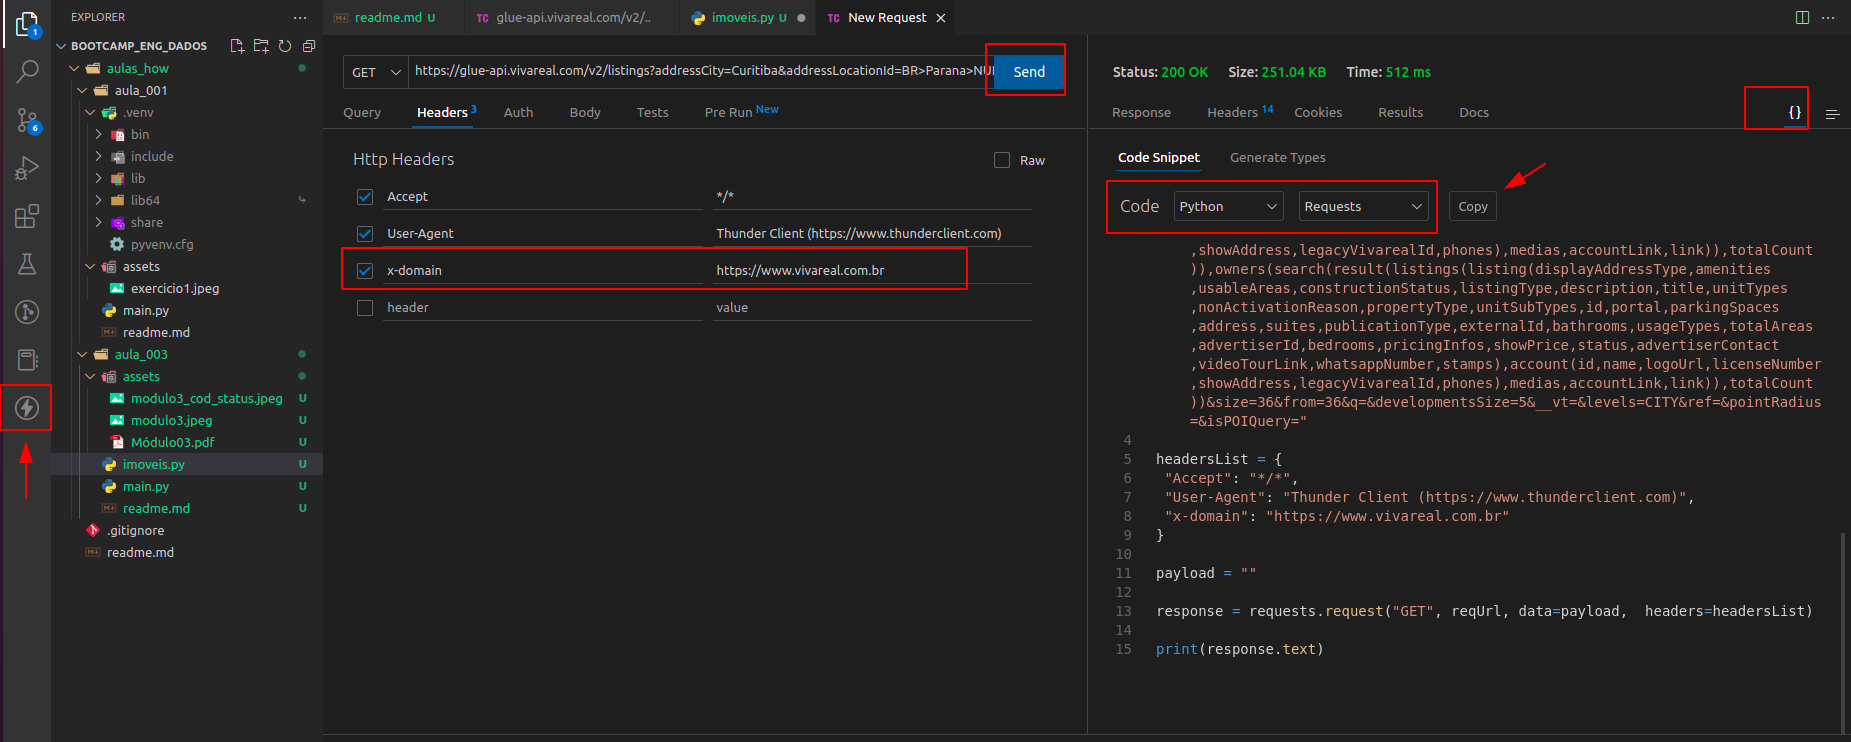 EXPLORER
BOOTCAMP_ENG_DADOS
aulas_how
aula_001
.venv
bin
include
lib
lib64
share
pyvenv.cfg
assets
exercicio1.jpeg
main.py
readme.md
aula_003
assets
modulo3_cod_status.jpeg U
modulo3.jpeg U
Módulo03.pdf U
imoveis.py U
main.py U
readme.md U
.gitignore
readme.md
1
6
readme.md U
TC glue-api.vivareal.com/v2/..
imoveis.py U
TC New Request
GET https://glue-api.vivareal.com/v2/listings?addressCity=Curitiba&addressLocationId=BR>Parana>NUI
Send
Query Headers 3 Auth Body Tests Pre Run New
Http Headers Raw
Accept */*
User-Agent Thunder Client (https://www.thunderclient.com)
x-domain https://www.vivareal.com.br
header value
Status: 200 OK Size: 251.04 KB Time: 512 ms
Response Headers 14 Cookies Results Docs {}
Code Snippet Generate Types
Code Python Requests Copy
,showAddress,legacyVivarealId,phones),medias,accountLink,link)),totalCount
)),owners(search(result(listings(listing(displayAddressType,amenities
,usableAreas,constructionStatus,listingType,description,title,unitTypes
,nonActivationReason,propertyType,unitSubTypes,id,portal,parkingSpaces
,address,suites,publicationType,externalId,bathrooms,usageTypes,totalAreas
,advertiserId,bedrooms,pricingInfos,showPrice,status,advertiserContact
,videoTourLink,whatsappNumber,stamps),account(id,name,logoUrl,licenseNumber
,showAddress,legacyVivarealId,phones),medias,accountLink,link)),totalCount
))&size=36&from=36&q=&developmentsSize=5&__vt=&levels=CITY&ref=&pointRadius
=&isPOIQuery="
4
5 headersList = {
6 "Accept": "*/*",
7 "User-Agent": "Thunder Client (https://www.thunderclient.com)",
8 "x-domain": "https://www.vivareal.com.br"
9 }
10
11 payload = ""
12
13 response = requests.request("GET", reqUrl, data=payload,  headers=headersList)
14
15 print(response.text)